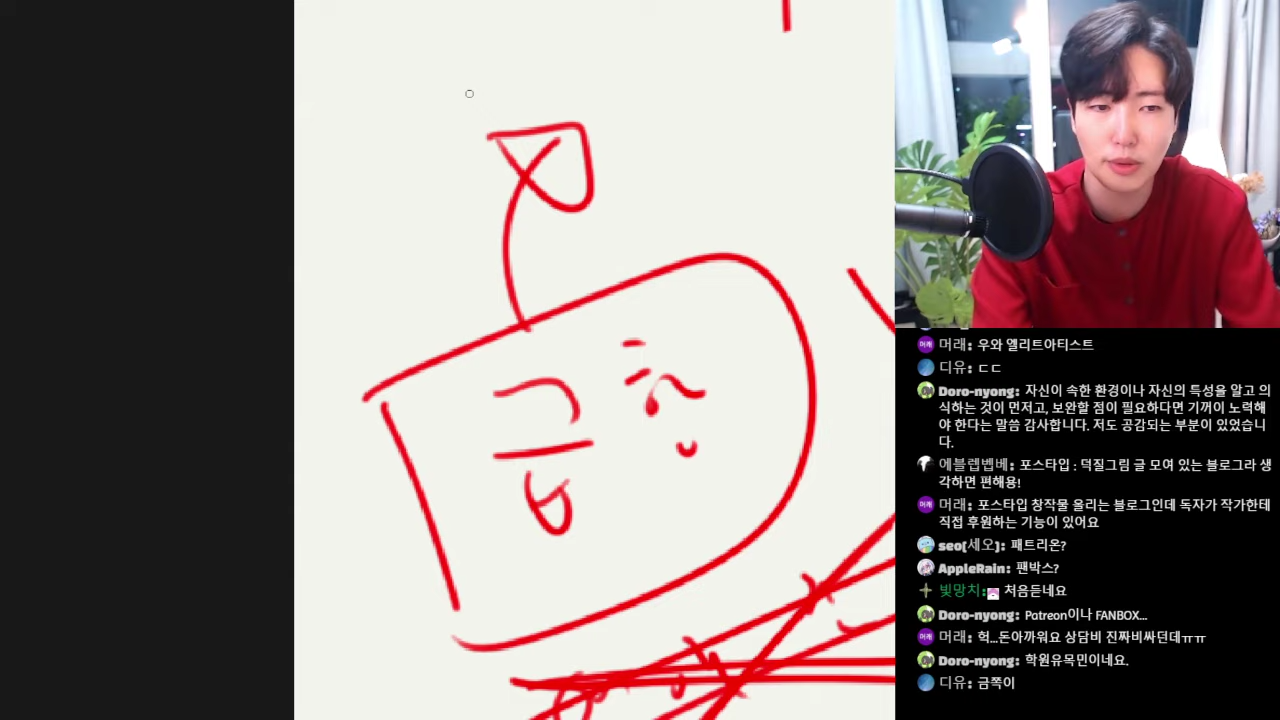 긍
머래: 우와 엘리트아티스트
디유: ㄷㄷ
Doro-nyong: 자신이 속한 환경이나 자신의 특성을 알고 의
식하는 것이 먼저고, 보완할 점이 필요하다면 기꺼이 노력해
야 한다는 말씀 감사합니다. 저도 공감되는 부분이 있었습니
다.
에블렙벱베: 포스타입 : 덕질그림 글 모여 있는 블로그라 생
각하면 편해용!
머래: 포스타입 창작물 올리는 블로그인데 독자가 작가한테
직접 후원하는 기능이 있어요
seo(세오): 패트리온?
AppleRain: 팬박스?
빛망치: 처음듣네요
Doro-nyong: Patreon이나 FANBOX...
머래: 헉...돈아까워요 상담비 진짜비싸던데ㅠㅠ
Doro-nyong: 학원유목민이네요.
디유: 금쪽이